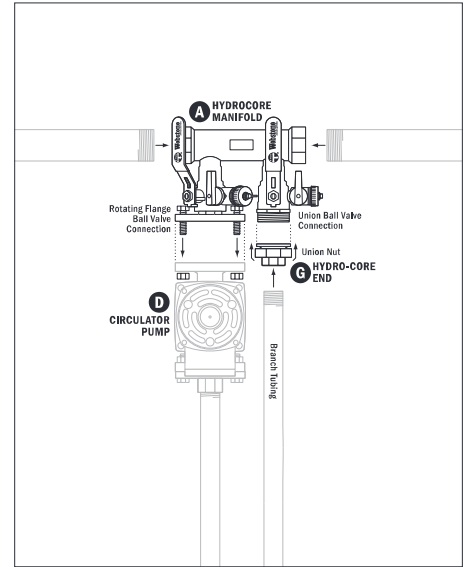 A HYDROCORE
MANIFOLD
Webstone
Webstone
Rotating Flange
Ball Valve
Connection
Union Ball Valve
Connection
Union Nut
G HYDRO-CORE
END
D
CIRCULATOR
PUMP
Branch Tubing